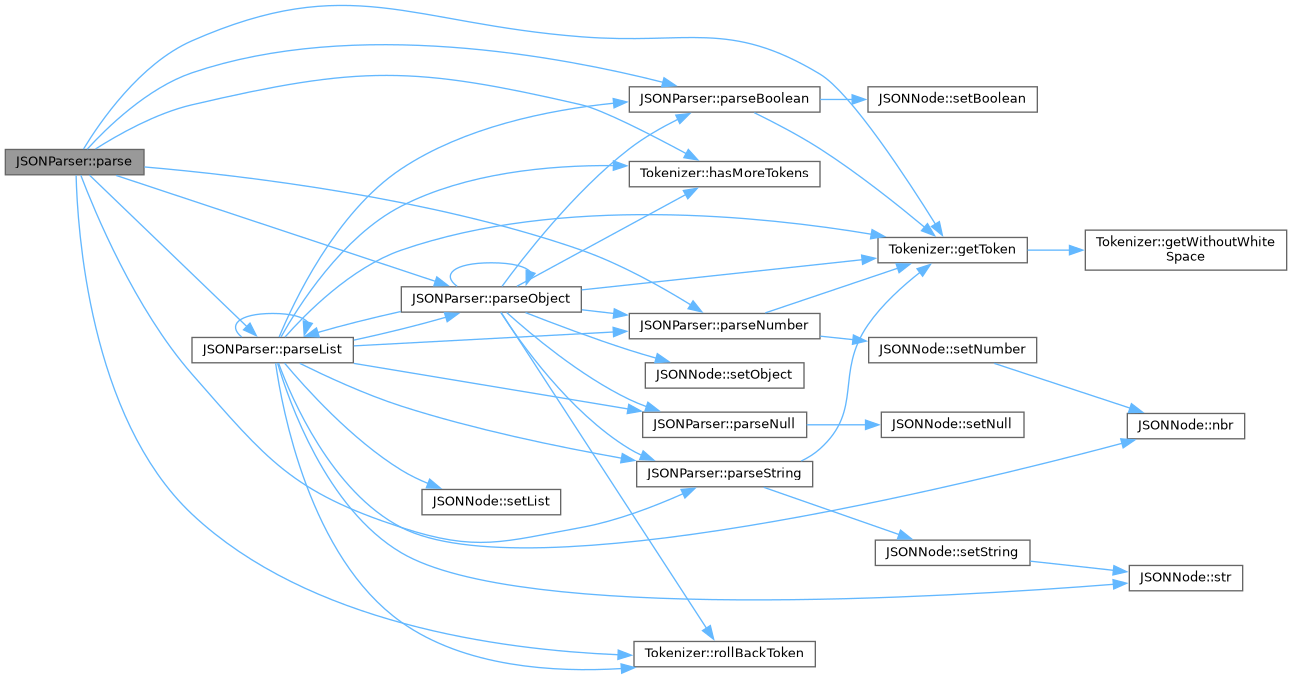 JSONParser::parse
JSONParser::parseBoolean
JSONNode::setBoolean
Tokenizer::hasMoreTokens
Tokenizer::getToken
Tokenizer::getWithoutWhite
Space
JSONParser::parseObject
JSONParser::parseNumber
JSONParser::parseList
JSONNode::setNumber
JSONNode::setObject
JSONParser::parseNull
JSONNode::setNull
JSONNode::nbr
JSONParser::parseString
JSONNode::setList
JSONNode::setString
JSONNode::str
Tokenizer::rollBackToken